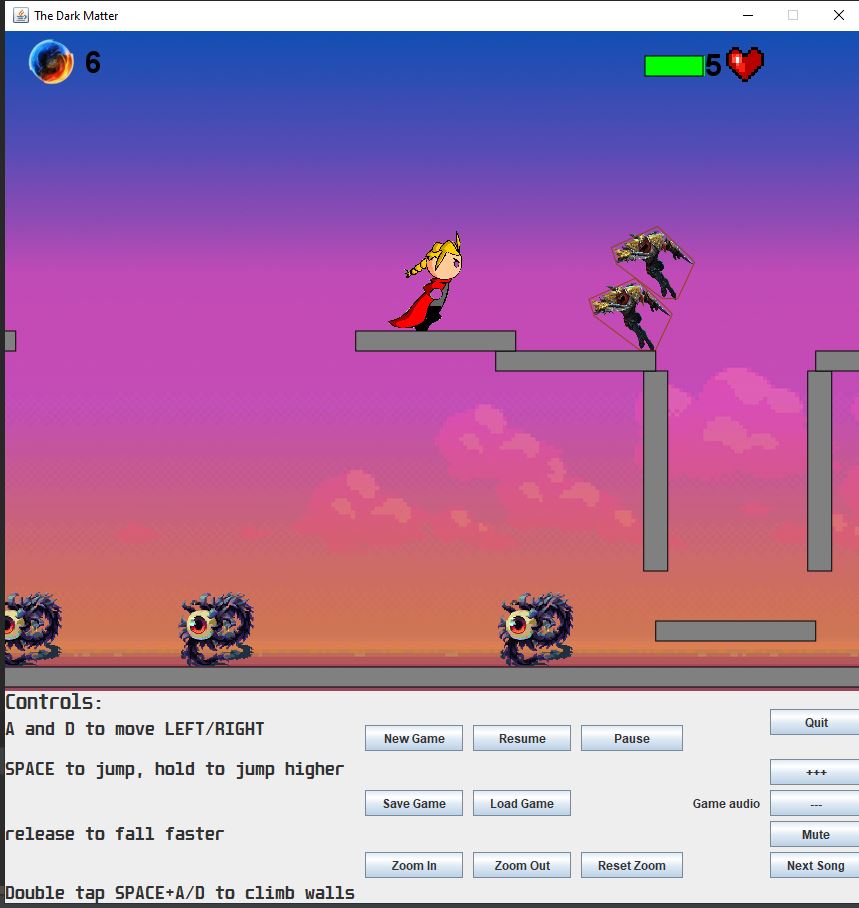 The Dark Matter
6
5
Controls:
A and D to move LEFT/RIGHT
SPACE to jump, hold to jump higher
release to fall faster
Double tap SPACE+A/D to climb walls
New Game
Resume
Pause
Save Game
Load Game
Zoom In
Zoom Out
Reset Zoom
Game audio
Quit
+++
---
Mute
Next Song